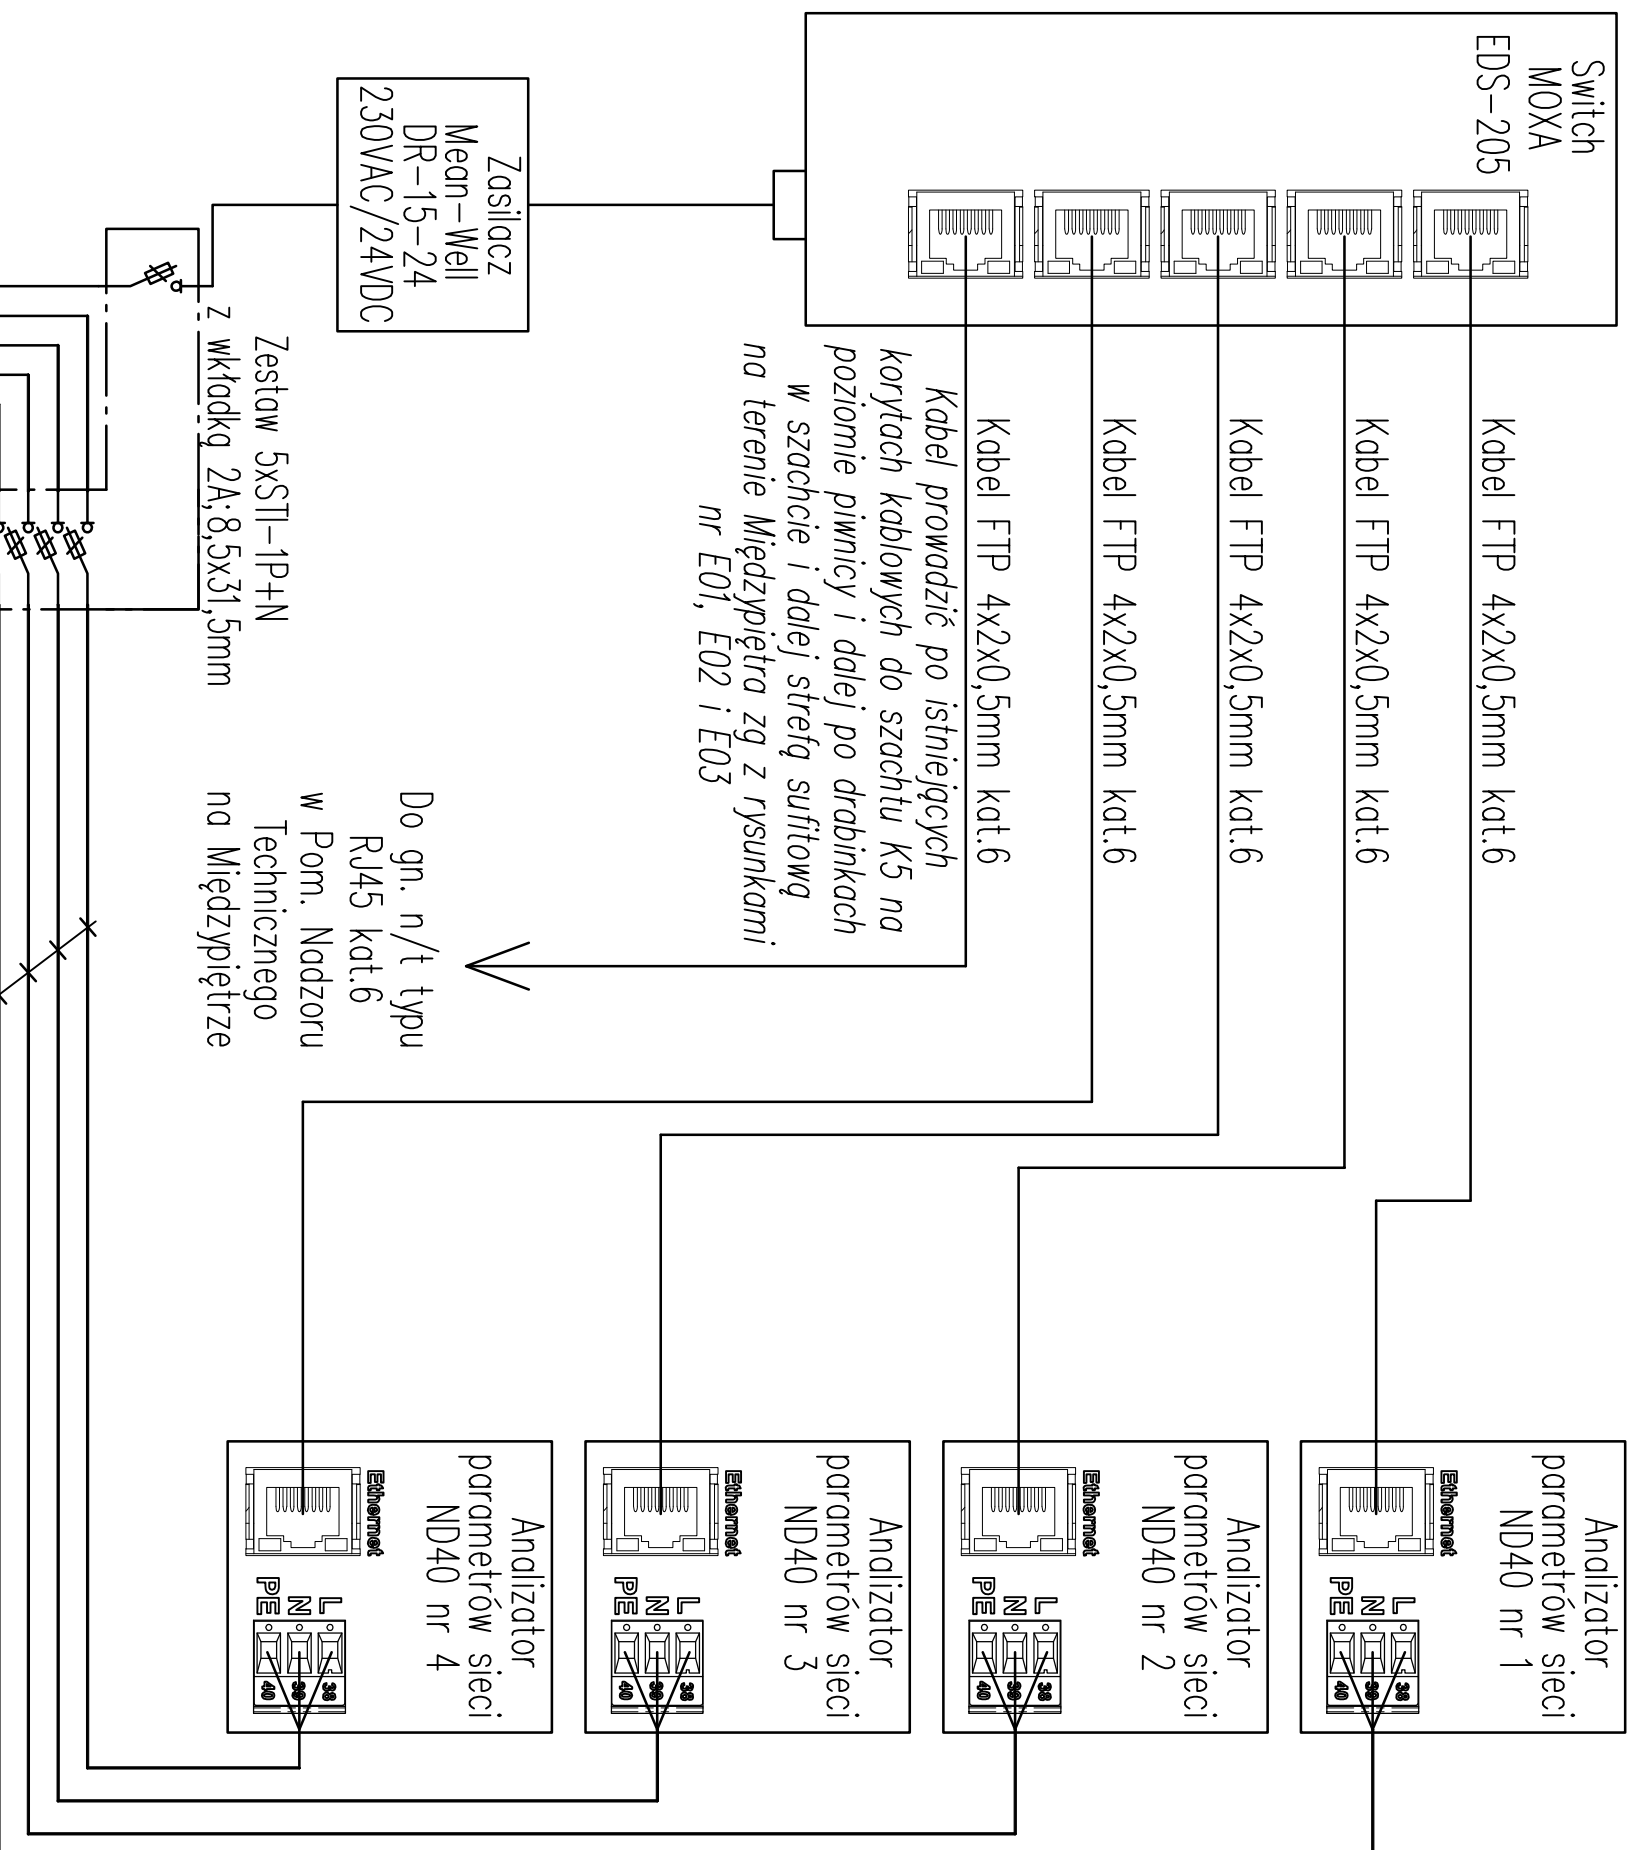 Switch
MOXA
EDS-205
Zasilacz
Mean-Well
DR-15-24
230VAC/24VDC
Zestaw 5xSTI-1P+N
z wkładką 2A;8,5x31,5mm
Kabel FTP 4x2x0,5mm kat.6
Kabel FTP 4x2x0,5mm kat.6
Kabel FTP 4x2x0,5mm kat.6
Kabel FTP 4x2x0,5mm kat.6
Kabel FTP 4x2x0,5mm kat.6
Kabel prowadzić po istniejących
korytach kablowych do szachtu K5 na
poziomie piwnicy i dalej po drabinkach
w szachcie i dalej strefą sufitową
na terenie Międzypiętra zg z rysunkami
nr E01, E02 i E03
Do gn. n/t typu
RJ45 kat.6
w Pom. Nadzoru
Technicznego
na Międzypiętrze
Analizator
parametrów sieci
ND40 nr 1
Ethernet
L
N
PE
38
39
40
Analizator
parametrów sieci
ND40 nr 2
Ethernet
L
N
PE
38
39
40
Analizator
parametrów sieci
ND40 nr 3
Ethernet
L
N
PE
38
39
40
Analizator
parametrów sieci
ND40 nr 4
Ethernet
L
N
PE
38
39
40